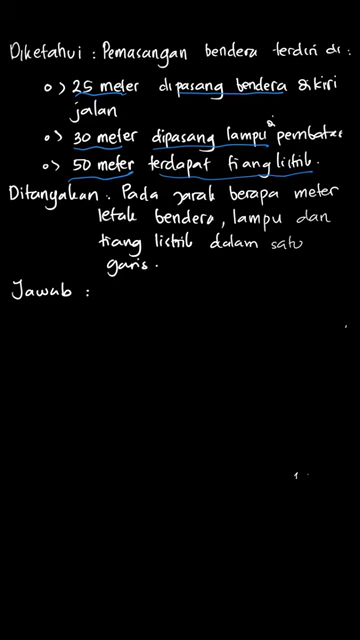 Diketahui : Pemasangan bendera terdiri di :
o> 25 meter dipasang bendera dikiri
jalan
o> 30 meter dipasang lampu di pembatas
o> 50 meter terdapat tiang listrik.
Ditanyakan : Pada jarak berapa meter
letak bendera, lampu dan
tiang listrik dalam satu
garis.
Jawab :